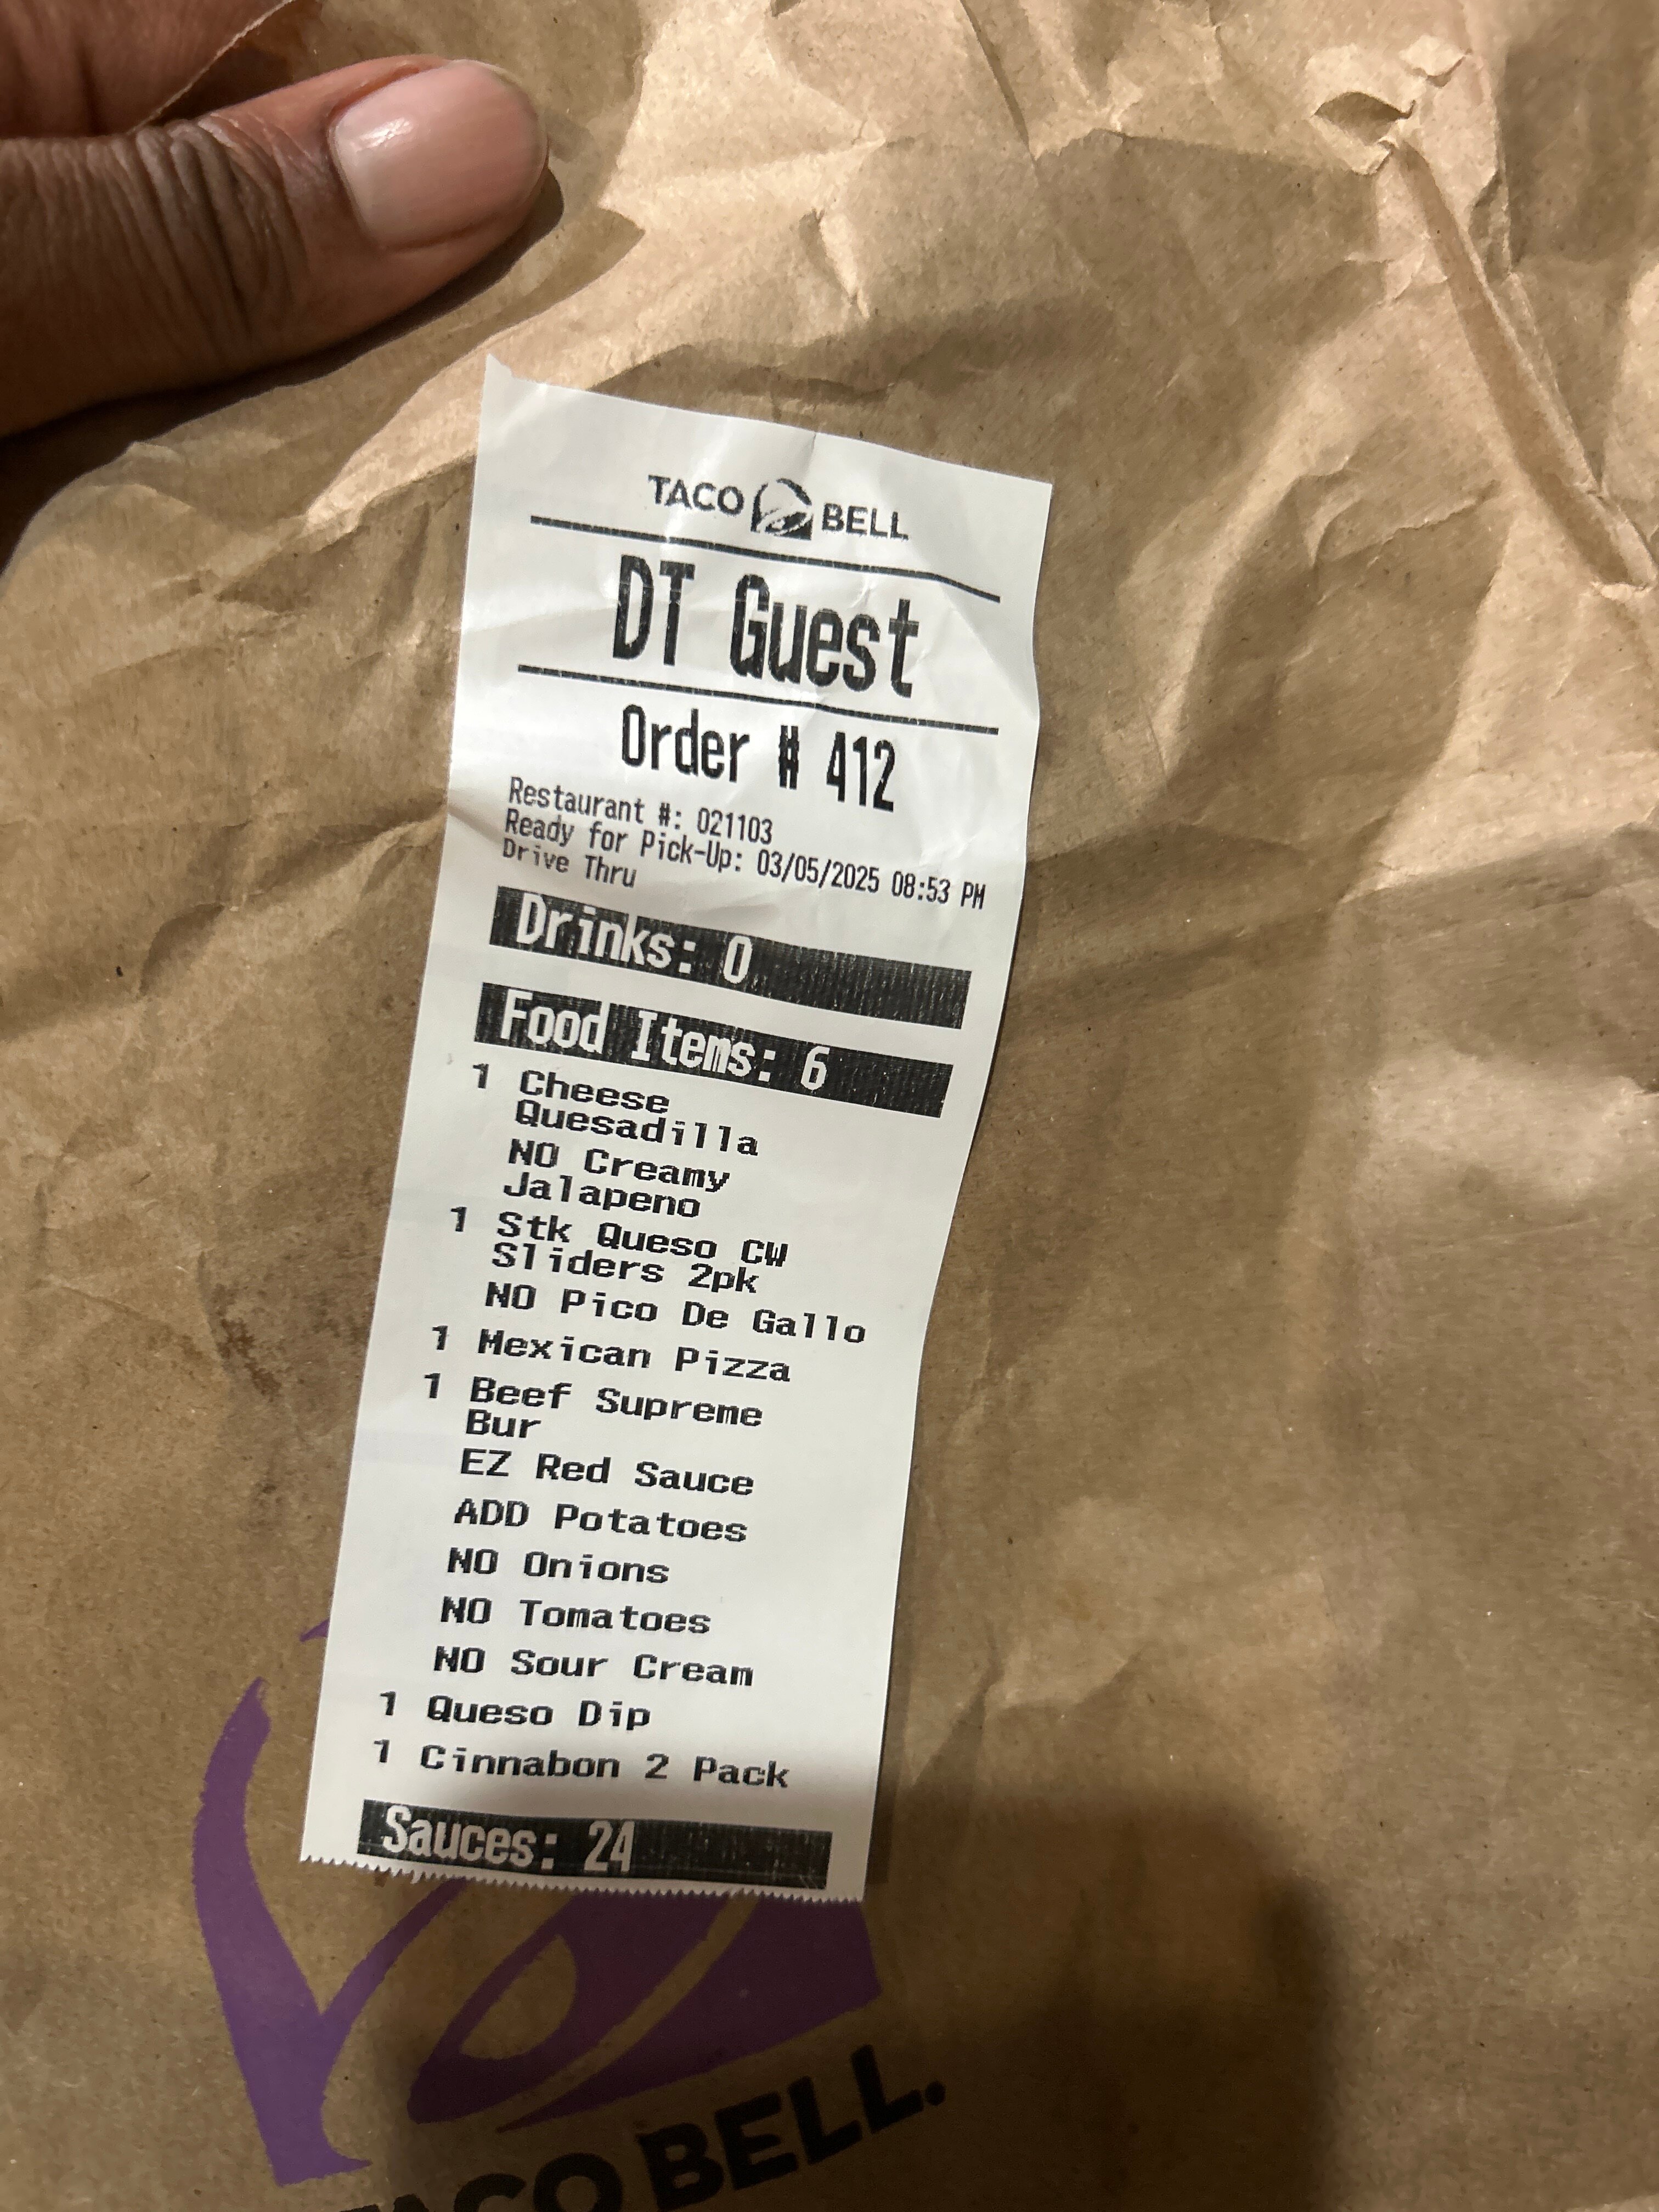 TACO BELL
DT Guest
Order # 412
Restaurant #: 021103
Ready for Pick-Up: 03/05/2025 08:53 PM
Drive Thru
Drinks: 0
Food Items: 6
1 Cheese
Quesadilla
NO Creamy
Jalapeno
1 Stk Queso CW
Sliders 2pk
NO Pico De Gallo
1 Mexican Pizza
1 Beef Supreme
Bur
EZ Red Sauce
ADD Potatoes
NO Onions
NO Tomatoes
NO Sour Cream
1 Queso Dip
1 Cinnabon 2 Pack
Sauces: 24
TACO BELL.